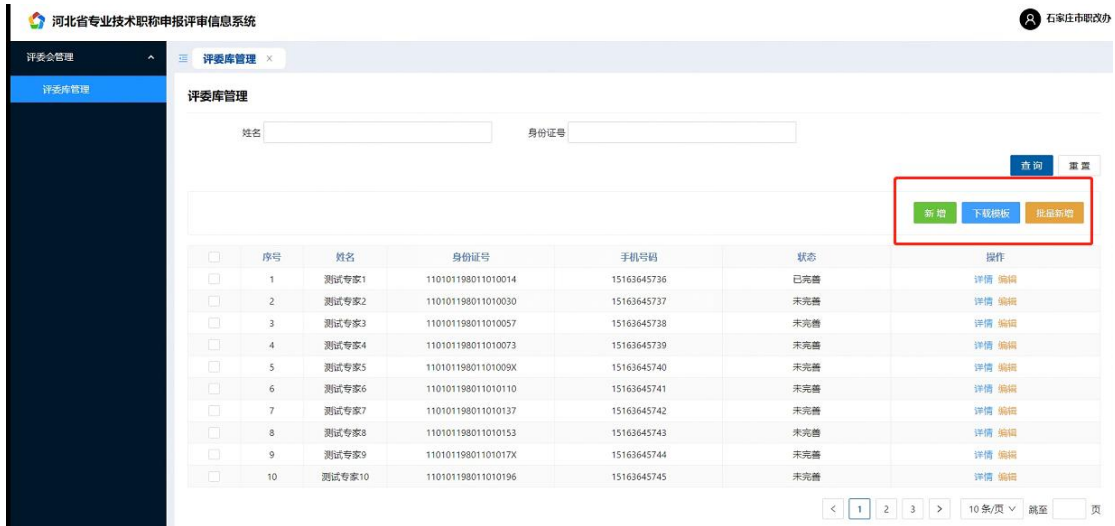 河北省专业技术职称申报评审信息系统
石家庄市职改办
评委会管理
评委库管理 ×
评委库管理
评委库管理
姓名
身份证号
查询 重置
新增 下载模板 批量新增
序号 姓名 身份证号 手机号码 状态 操作
1 测试专家1 110101198011010014 15163645736 已完善 详情 编辑
2 测试专家2 110101198011010030 15163645737 未完善 详情 编辑
3 测试专家3 110101198011010057 15163645738 未完善 详情 编辑
4 测试专家4 110101198011010073 15163645739 未完善 详情 编辑
5 测试专家5 11010119801101009X 15163645740 未完善 详情 编辑
6 测试专家6 110101198011010110 15163645741 未完善 详情 编辑
7 测试专家7 110101198011010137 15163645742 未完善 详情 编辑
8 测试专家8 110101198011010153 15163645743 未完善 详情 编辑
9 测试专家9 11010119801101017X 15163645744 未完善 详情 编辑
10 测试专家10 110101198011010196 15163645745 未完善 详情 编辑
< 1 2 3 > 10 条/页 跳至 页